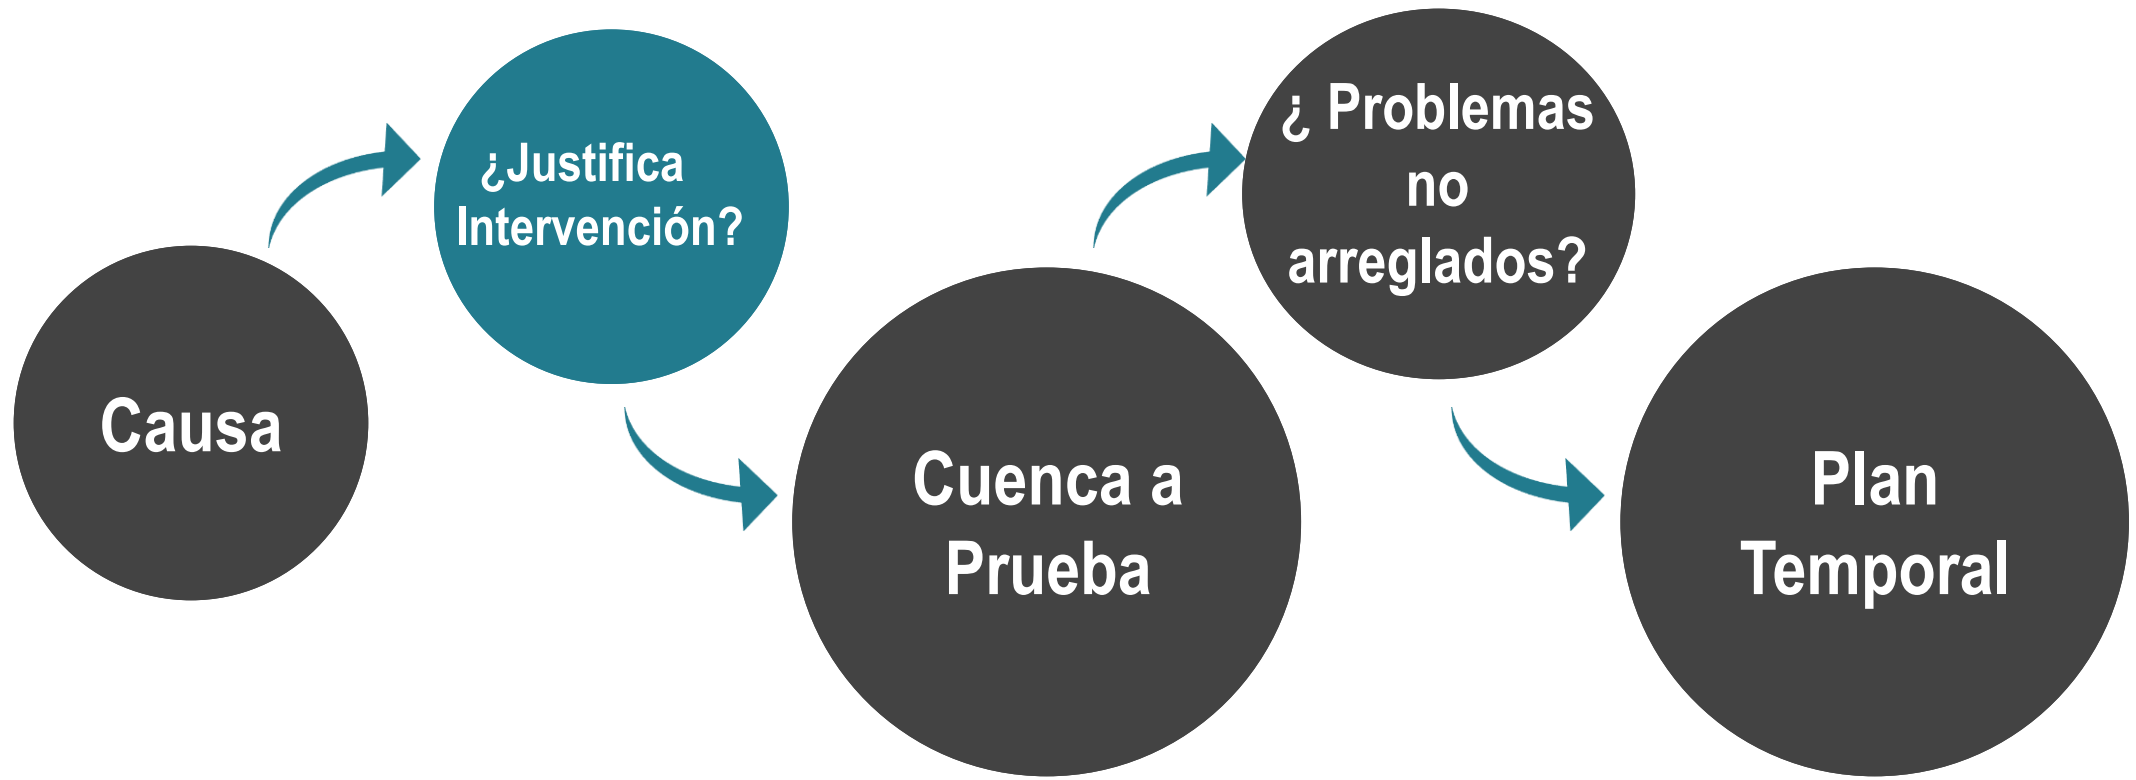 Causa
¿Justifica
Intervención?
Cuenca a
Prueba
¿ Problemas
no
arreglados?
Plan
Temporal